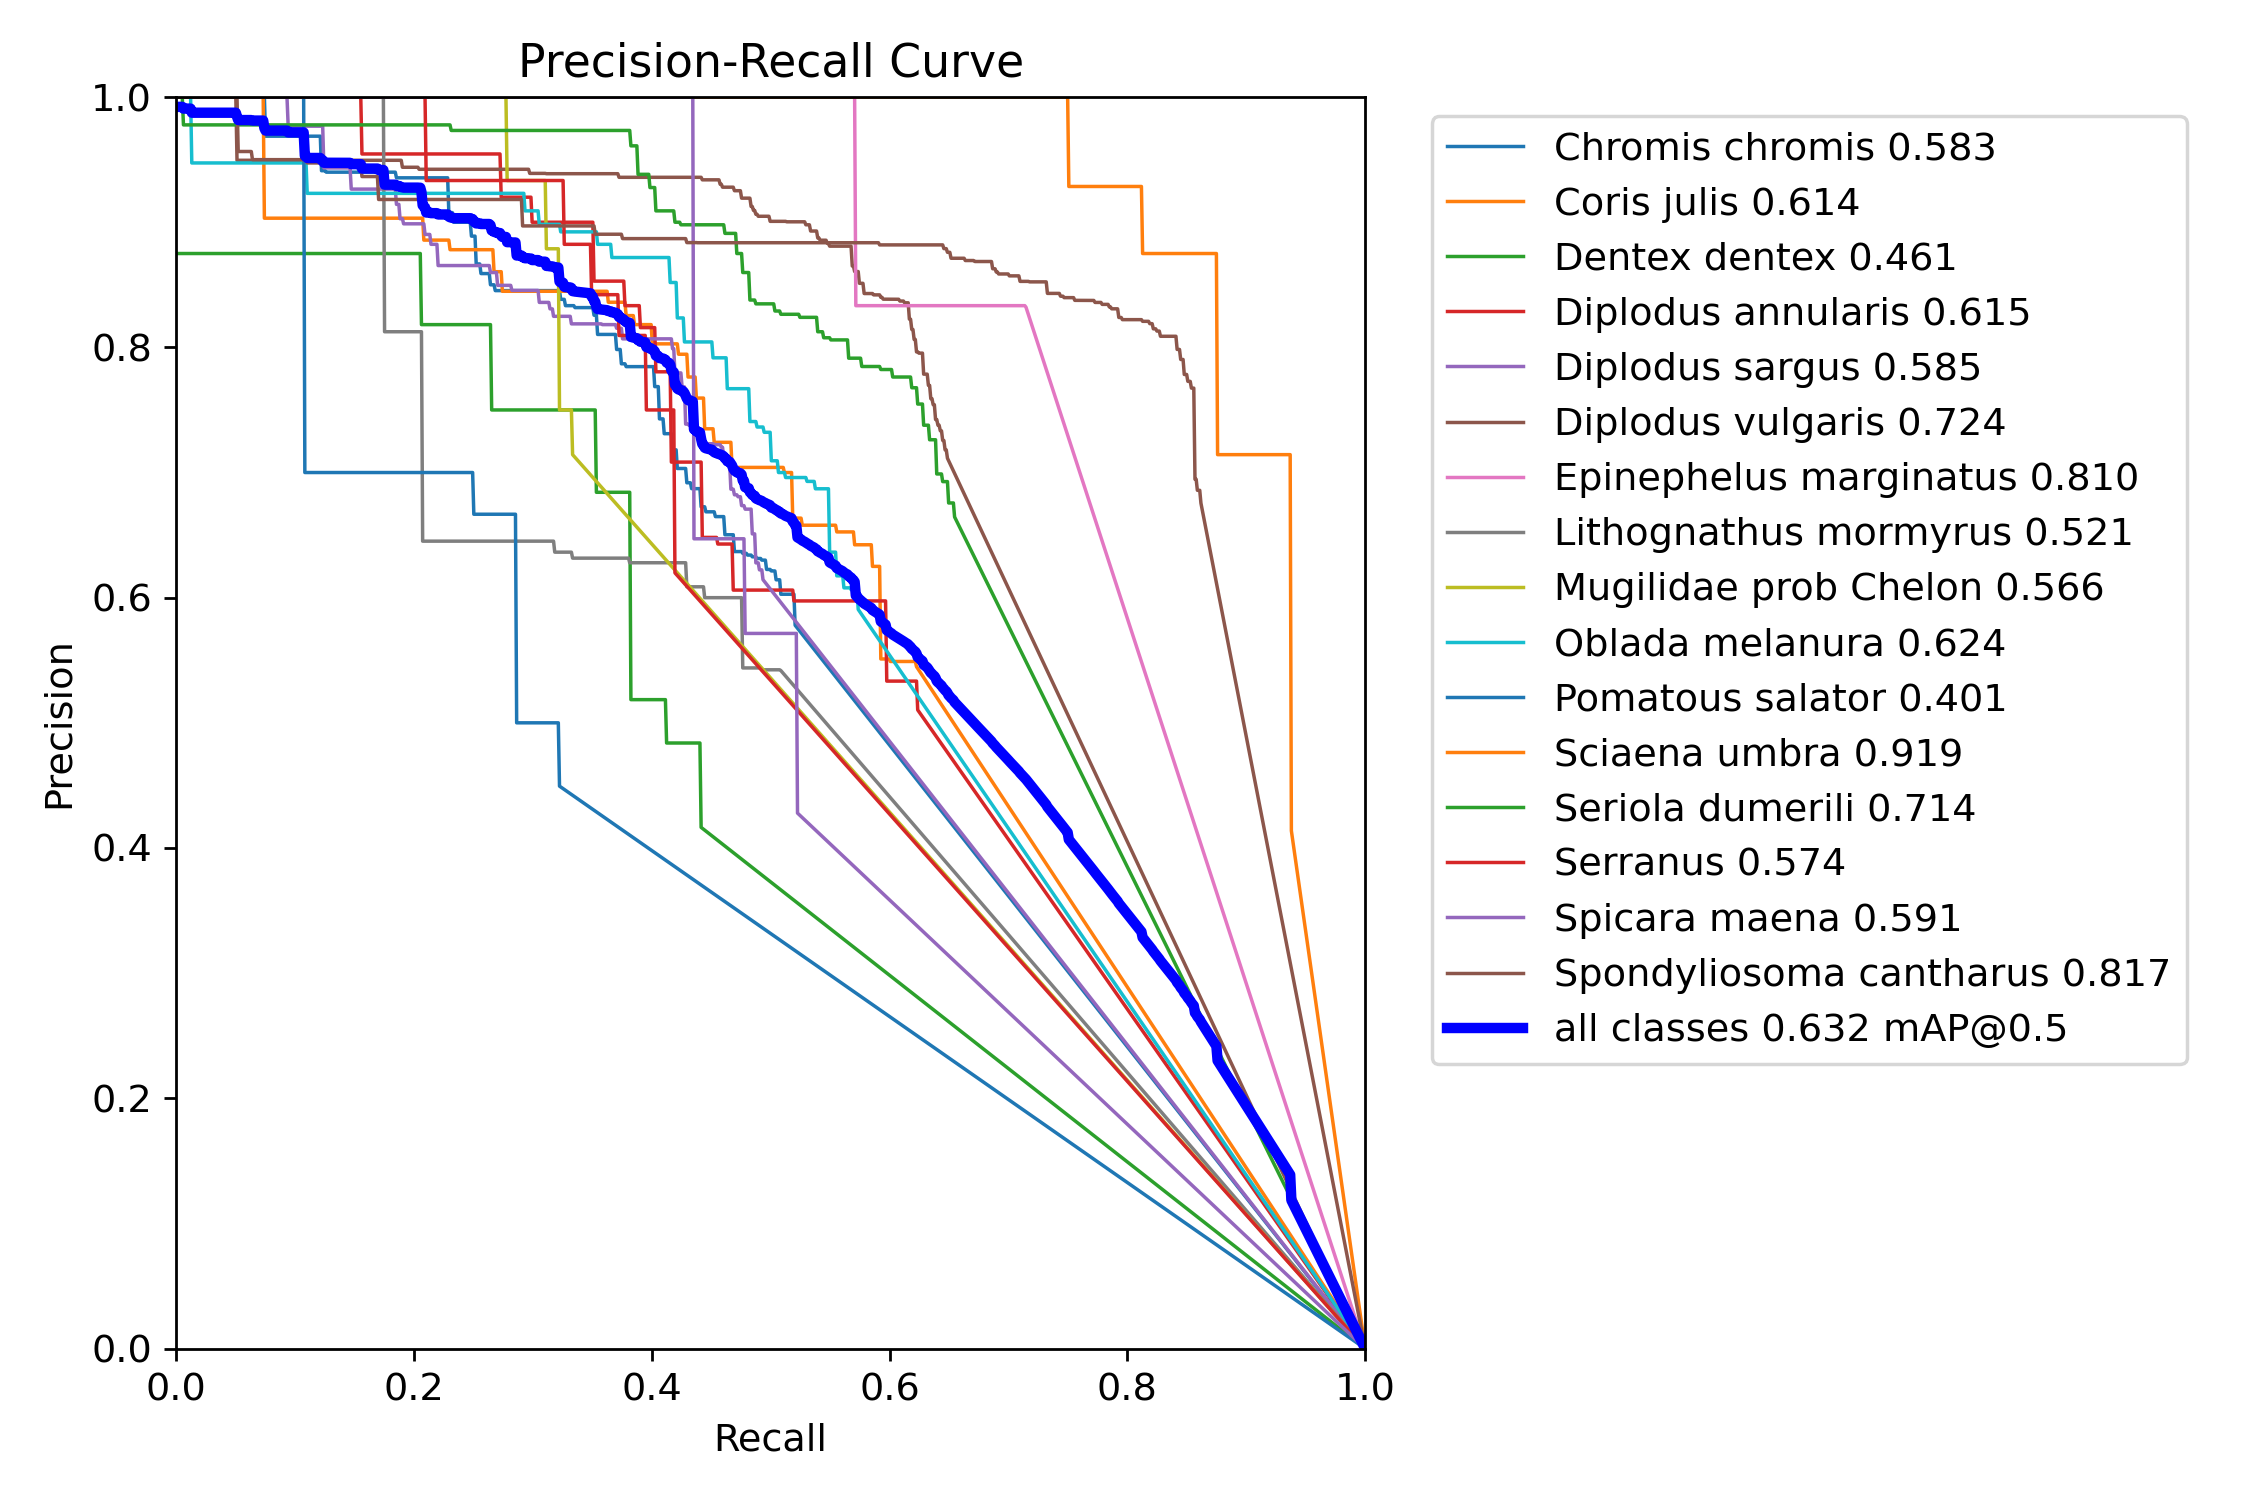 Precision-Recall Curve
1.0
0.8
0.6
0.4
0.2
0.0
Precision
0.0 0.2 0.4 0.6 0.8 1.0
Recall
Chromis chromis 0.583
Coris julis 0.614
Dentex dentex 0.461
Diplodus annularis 0.615
Diplodus sargus 0.585
Diplodus vulgaris 0.724
Epinephelus marginatus 0.810
Lithognathus mormyrus 0.521
Mugilidae prob Chelon 0.566
Oblada melanura 0.624
Pomatous salator 0.401
Sciaena umbra 0.919
Seriola dumerili 0.714
Serranus 0.574
Spicara maena 0.591
Spondyliosoma cantharus 0.817
all classes 0.632 mAP@0.5